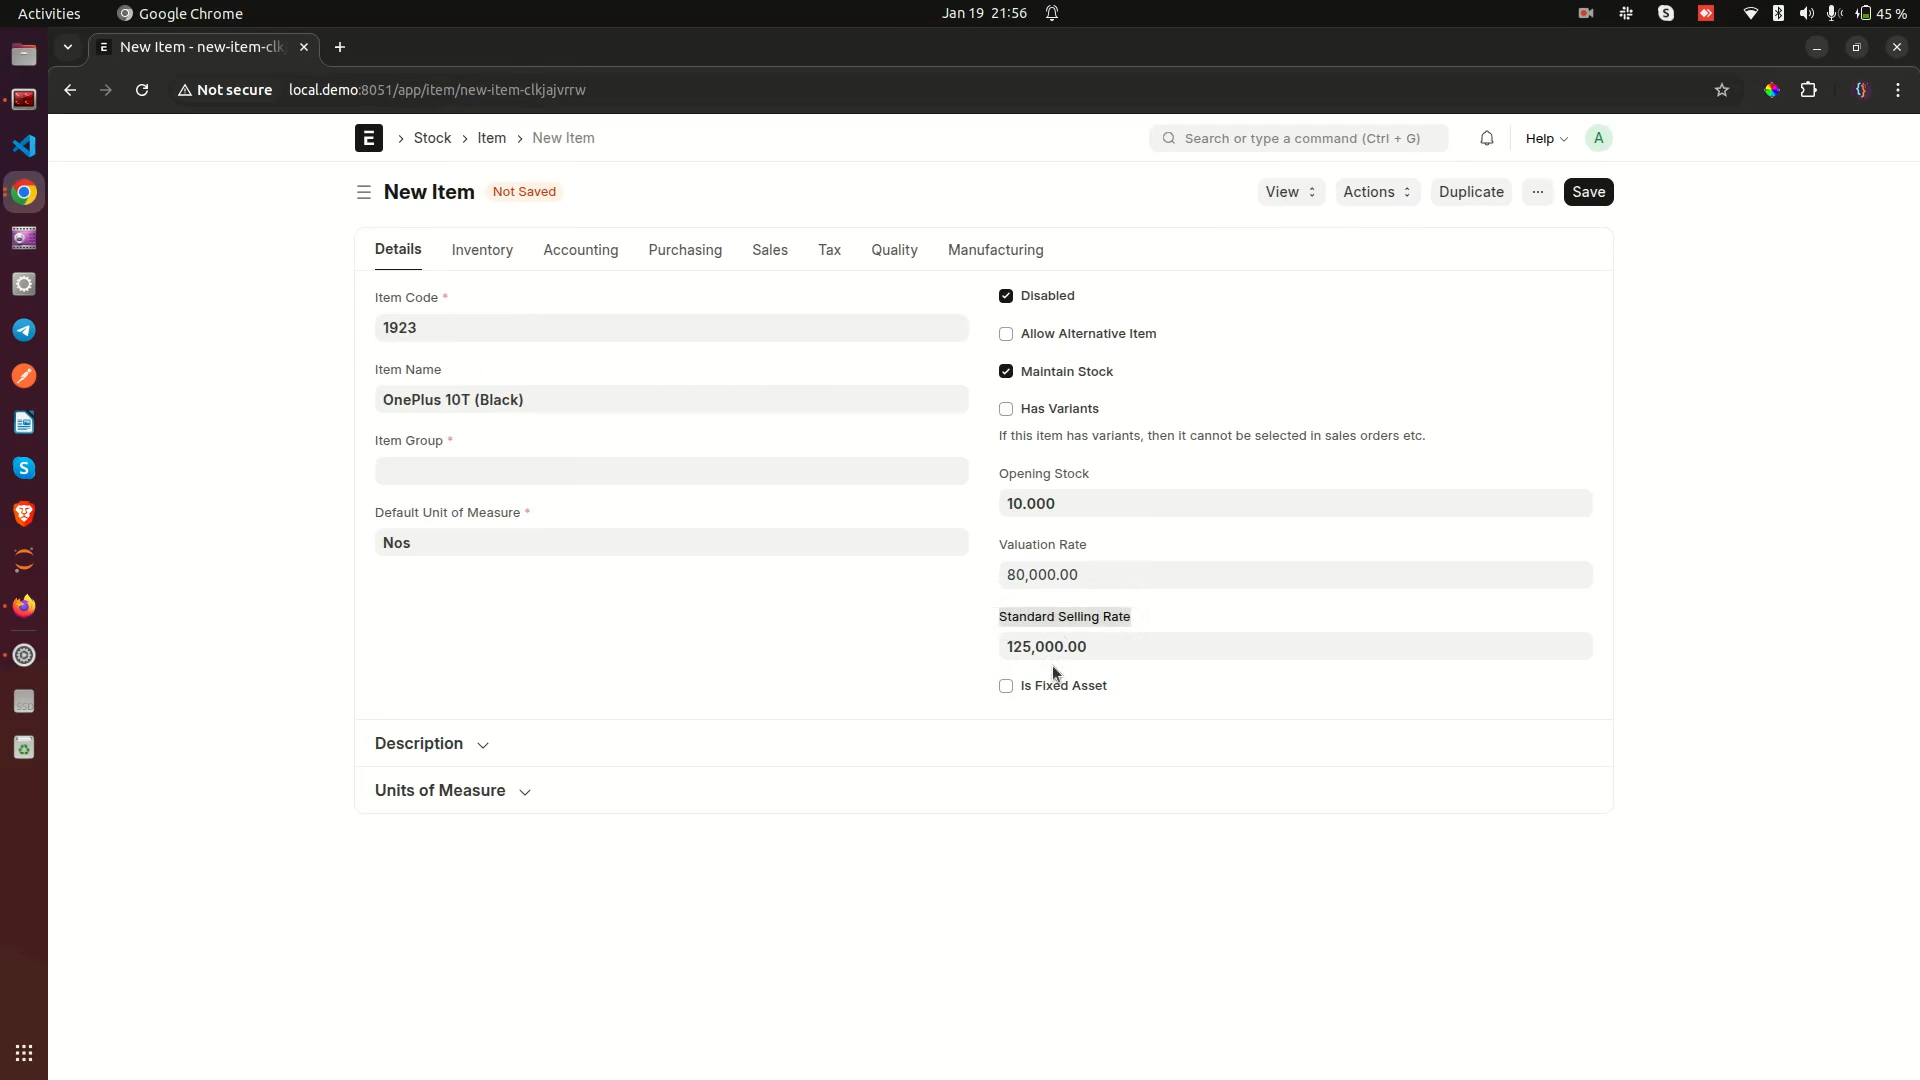 Activities
Google Chrome
Jan 19 21:56
45 %
E New Item - new-item-clk
Not secure
local.demo:8051/app/item/new-item-clkjajvrrw
E
Stock
Item
New Item
Search or type a command (Ctrl + G)
Help
A
New Item
Not Saved
View
Actions
Duplicate
Save
Details
Inventory
Accounting
Purchasing
Sales
Tax
Quality
Manufacturing
Item Code *
1923
Item Name
OnePlus 10T (Black)
Item Group *
Default Unit of Measure *
Nos
Disabled
Allow Alternative Item
Maintain Stock
Has Variants
If this item has variants, then it cannot be selected in sales orders etc.
Opening Stock
10.000
Valuation Rate
80,000.00
Standard Selling Rate
125,000.00
Is Fixed Asset
Description
Units of Measure
SSD